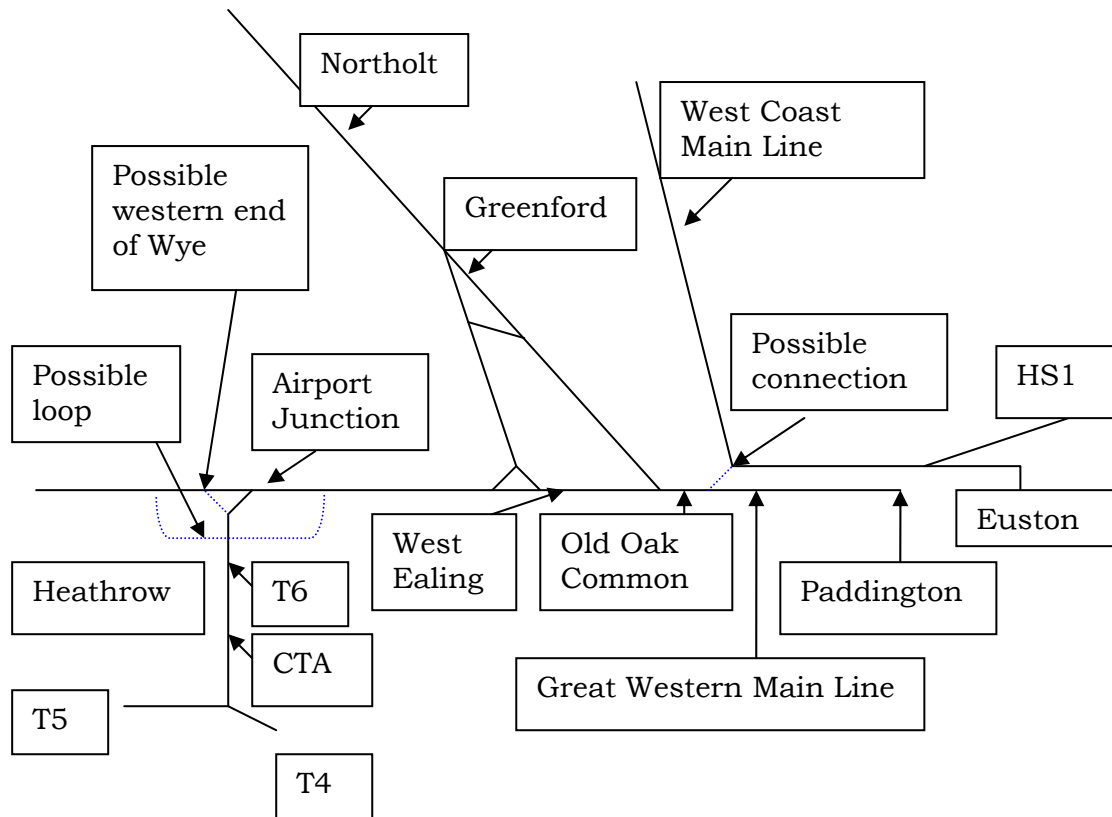 Northolt
West Coast
Main Line
Possible
western end
of Wye
Greenford
Possible
connection
HS1
Possible
loop
Airport
Junction
Euston
West
Ealing
Old Oak
Common
Heathrow
T6
Paddington
CTA
Great Western Main Line
T5
T4